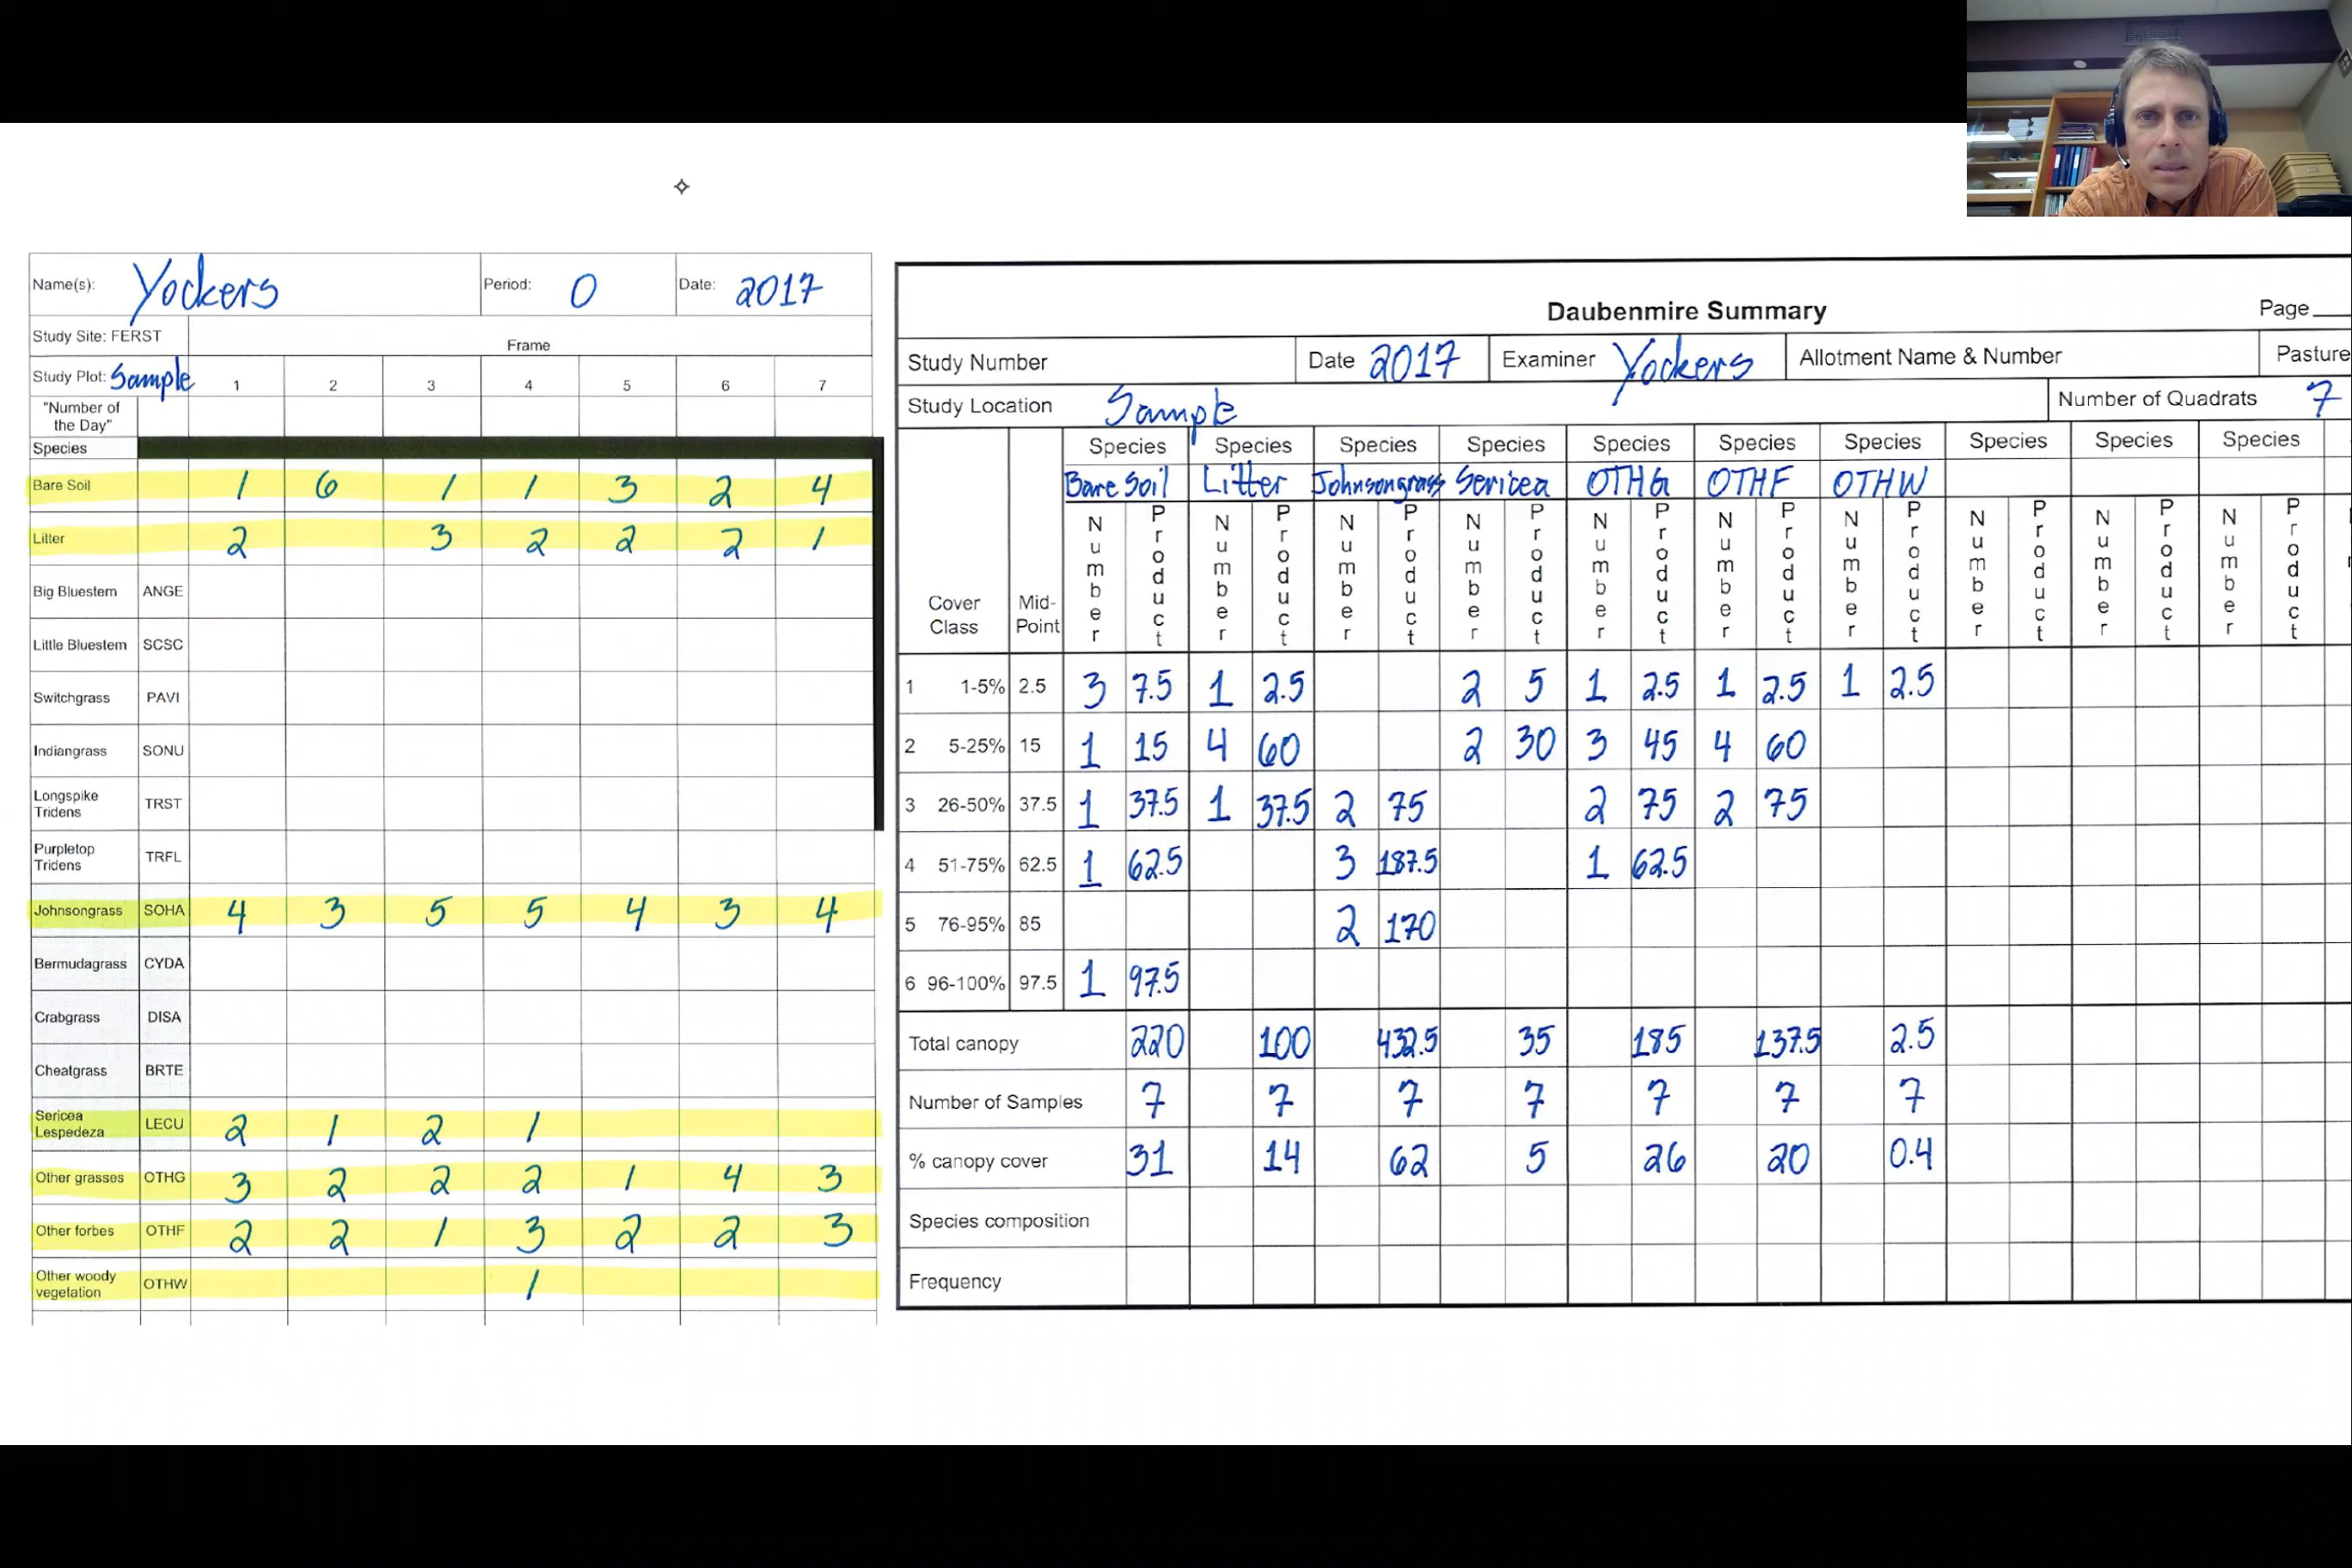 Name(s): Yockers Period: 0 Date: 2017
Study Site: FERST Frame
Study Plot: Sample 1 2 3 4 5 6 7
"Number of the Day"
Species
Bare Soil 1 6 1 1 3 2 4
Litter 2 3 2 2 2 1
Big Bluestem ANGE
Little Bluestem SCSC
Switchgrass PAVI
Indiangrass SONU
Longspike Tridens TRST
Purpletop Tridens TRFL
Johnsongrass SOHA 4 3 5 5 4 3 4
Bermudagrass CYDA
Crabgrass DISA
Cheatgrass BRTE
Sericea Lespedeza LECU 2 1 2 1
Other grasses OTHG 3 2 2 2 1 4 3
Other forbes OTHF 2 2 1 3 2 2 3
Other woody vegetation OTHW 1
Daubenmire Summary Page
Study Number Date 2017 Examiner Yockers Allotment Name & Number Pasture
Study Location Sample Number of Quadrats 7
Species Species Species Species Species Species Species Species Species Species
Bare Soil Litter Johnsongrass Sericea OTHG OTHF OTHW
Cover Class Mid-Point Number Product Number Product Number Product Number Product Number Product Number Product Number Product Number Product Number Product Number Product
1 1-5% 2.5 3 7.5 1 2.5 2 5 1 2.5 1 2.5 1 2.5
2 5-25% 15 1 15 4 60 2 30 3 45 4 60
3 26-50% 37.5 1 37.5 1 37.5 2 75 2 75 2 75
4 51-75% 62.5 1 62.5 3 187.5 1 62.5
5 76-95% 85 2 170
6 96-100% 97.5 1 97.5
Total canopy 220 100 432.5 35 185 137.5 2.5
Number of Samples 7 7 7 7 7 7 7
% canopy cover 31 14 62 5 26 20 0.4
Species composition
Frequency